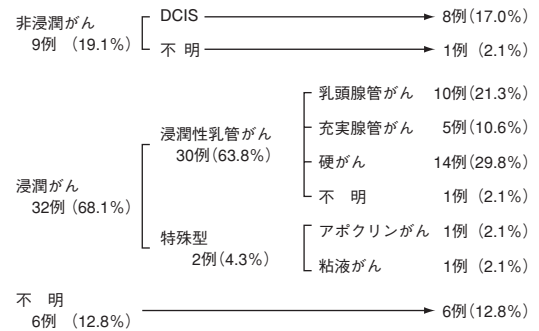 非浸潤がん
9例 (19.1%)
DCIS 8例(17.0%)
不 明 1例 (2.1%)
浸潤がん
32例 (68.1%)
浸潤性乳管がん
30例(63.8%)
乳頭腺管がん 10例(21.3%)
充実腺管がん 5例(10.6%)
硬がん 14例(29.8%)
不 明 1例 (2.1%)
特殊型
2例(4.3%)
アポクリンがん 1例 (2.1%)
粘液がん 1例 (2.1%)
不 明
6例 (12.8%)
6例(12.8%)